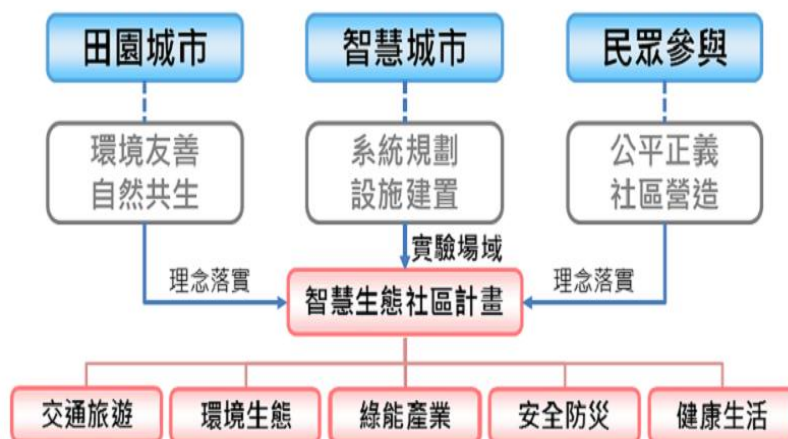 田園城市
智慧城市
民眾參與
環境友善
自然共生
系統規劃
設施建置
公平正義
社區營造
理念落實
實驗場域
理念落實
智慧生態社區計畫
交通旅遊
環境生態
綠能產業
安全防災
健康生活